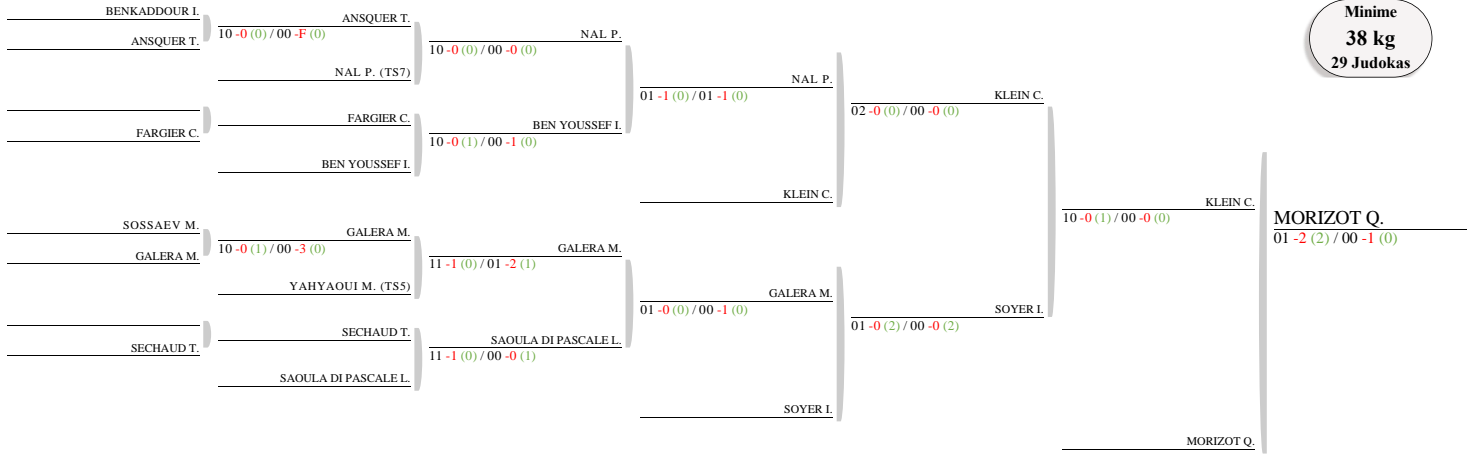 BENKADDOUR I.
ANSQUER T.
FARGIER C.
SOSSAEV M.
GALERA M.
SECHAUD T.
ANSQUER T.
10 -0 (0) / 00 -F (0)
NAL P. (TS7)
FARGIER C.
BEN YOUSSEF I.
GALERA M.
10 -0 (1) / 00 -3 (0)
YAHYAOUI M. (TS5)
SECHAUD T.
SAOULA DI PASCALE L.
NAL P.
10 -0 (0) / 00 -0 (0)
BEN YOUSSEF I.
10 -0 (1) / 00 -1 (0)
GALERA M.
11 -1 (0) / 01 -2 (1)
SAOULA DI PASCALE L.
11 -1 (0) / 00 -0 (1)
NAL P.
01 -1 (0) / 01 -1 (0)
KLEIN C.
GALERA M.
01 -0 (0) / 00 -1 (0)
SOYER I.
KLEIN C.
02 -0 (0) / 00 -0 (0)
SOYER I.
01 -0 (2) / 00 -0 (2)
KLEIN C.
10 -0 (1) / 00 -0 (0)
MORIZOT Q.
MORIZOT Q.
01 -2 (2) / 00 -1 (0)
Minime
38 kg
29 Judokas